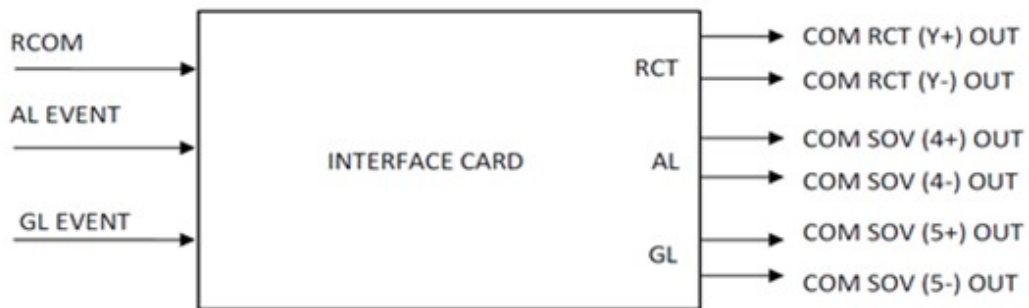 RCOM
AL EVENT
GL EVENT
INTERFACE CARD
RCT
AL
GL
COM RCT (Y+) OUT
COM RCT (Y-) OUT
COM SOV (4+) OUT
COM SOV (4-) OUT
COM SOV (5+) OUT
COM SOV (5-) OUT